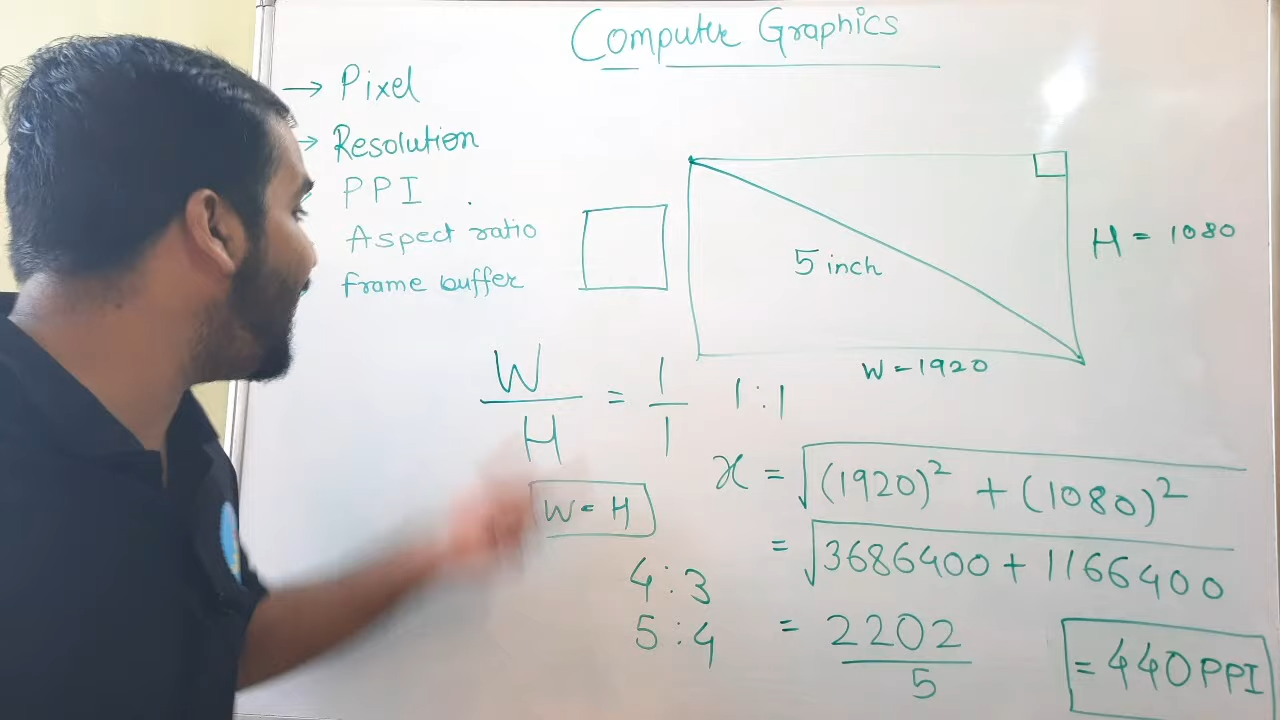 Computer Graphics
→ Pixel
→ Resolution
PPI
Aspect ratio
frame buffer
5 inch
H = 1080
W = 1920
W/H = 1/1 1:1
W = H
4:3
5:4
x = √(1920)² + (1080)²
= √3686400 + 1166400
= 2202/5
= 440 PPI